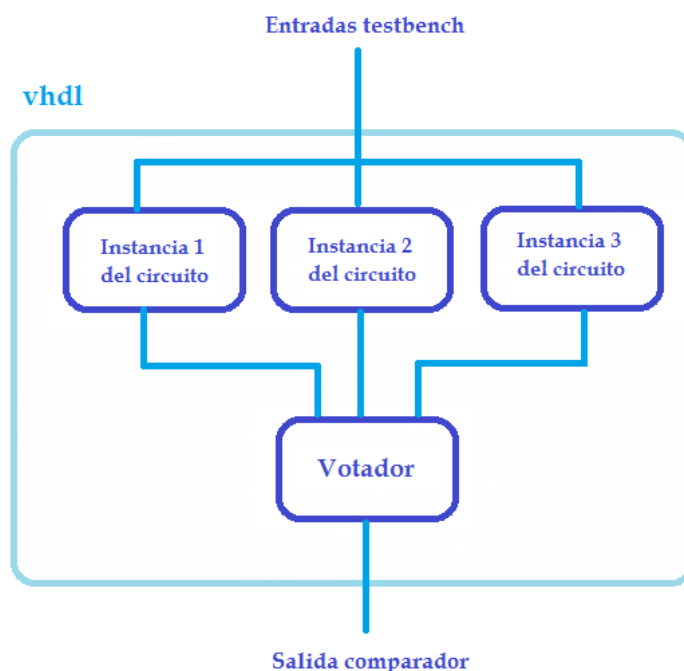 Entradas testbench
vhdl
Instancia 1
del circuito
Instancia 2
del circuito
Instancia 3
del circuito
Votador
Salida comparador